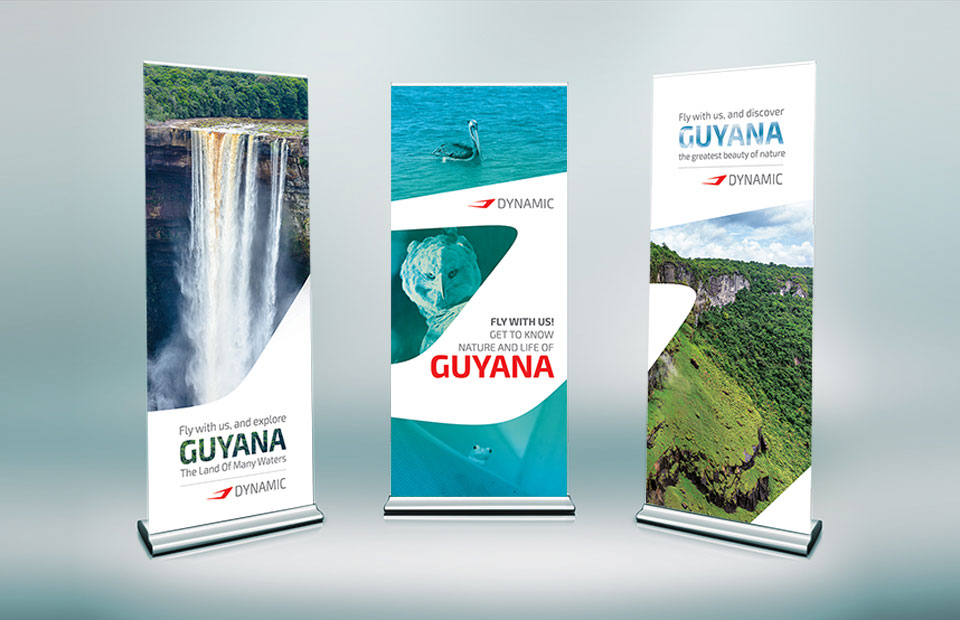 Fly with us, and explore
GUYANA
The Land Of Many Waters
DYNAMIC
DYNAMIC
FLY WITH US!
GET TO KNOW
NATURE AND LIFE OF
GUYANA
Fly with us, and discover
GUYANA
the greatest beauty of nature
DYNAMIC